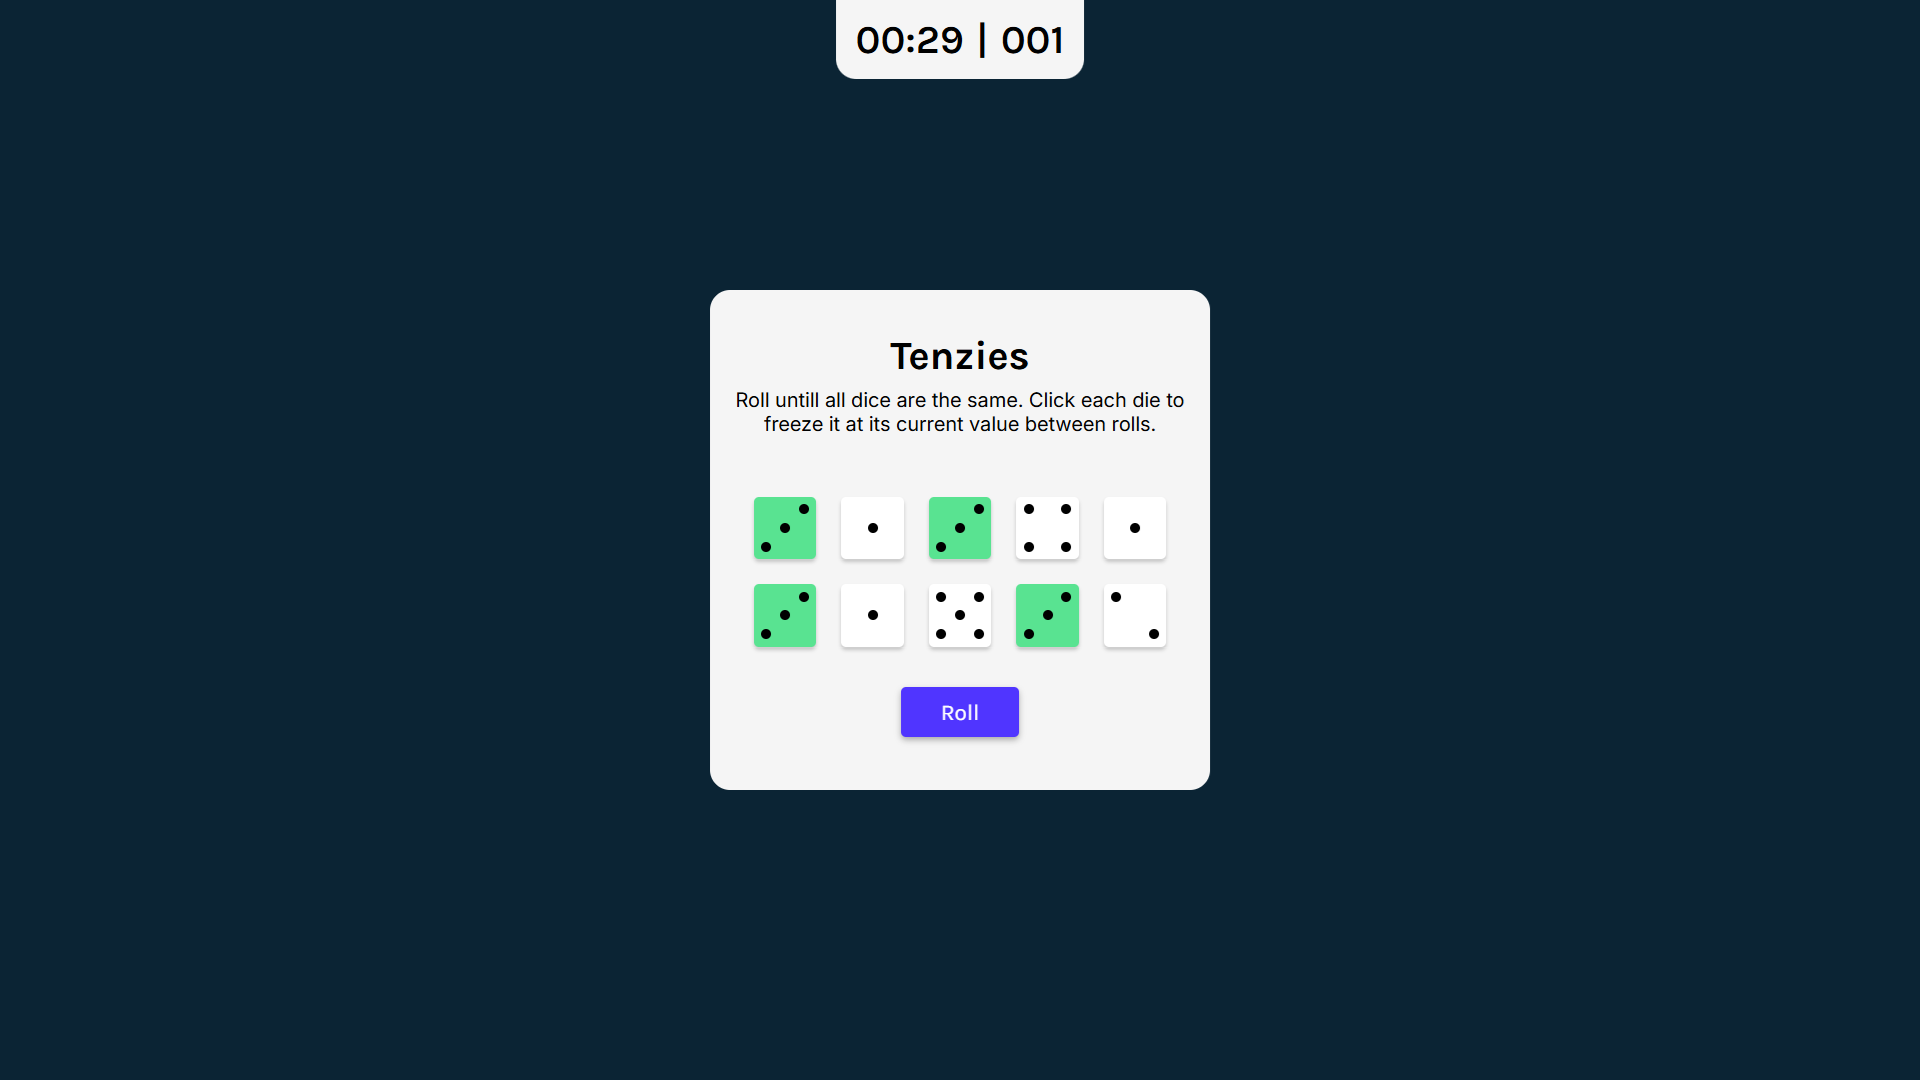 00:29 | 001
Tenzies
Roll untill all dice are the same. Click each die to
freeze it at its current value between rolls.
Roll